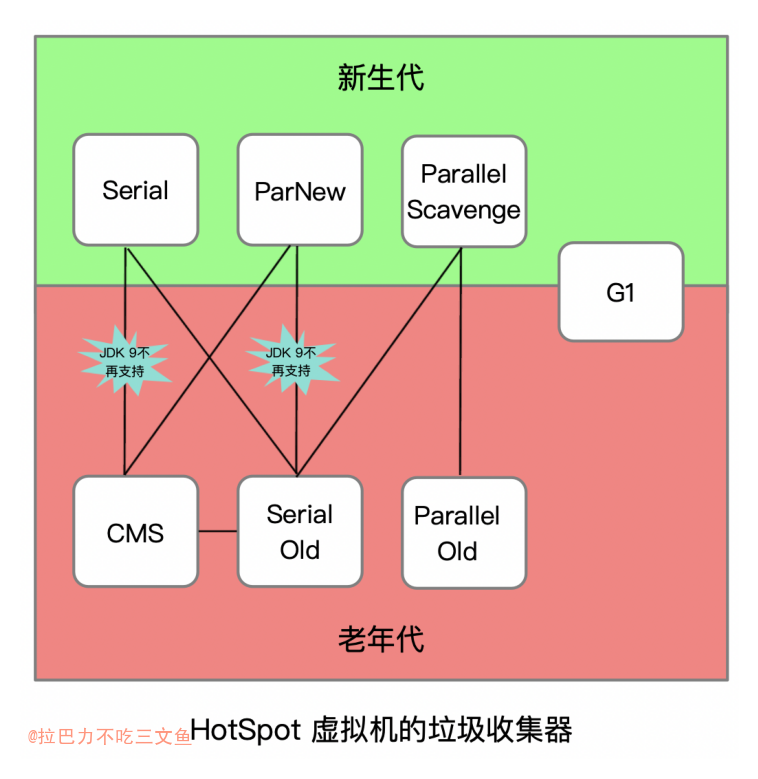 新生代
Serial
ParNew
Parallel
Scavenge
G1
JDK 9不
再支持
JDK 9不
再支持
CMS
Serial
Old
Parallel
Old
老年代
@拉巴力不吃三文鱼
HotSpot 虚拟机的垃圾收集器